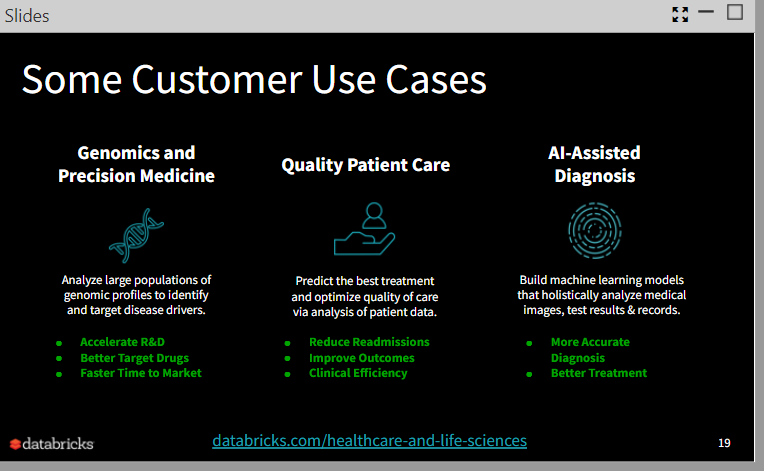 Slides
Some Customer Use Cases
Genomics and
Precision Medicine
Analyze large populations of
genomic profiles to identify
and target disease drivers.
● Accelerate R&D
● Better Target Drugs
● Faster Time to Market
Quality Patient Care
Predict the best treatment
and optimize quality of care
via analysis of patient data.
● Reduce Readmissions
● Improve Outcomes
● Clinical Efficiency
AI-Assisted
Diagnosis
Build machine learning models
that holistically analyze medical
images, test results & records.
● More Accurate
Diagnosis
● Better Treatment
databricks
databricks.com/healthcare-and-life-sciences
19